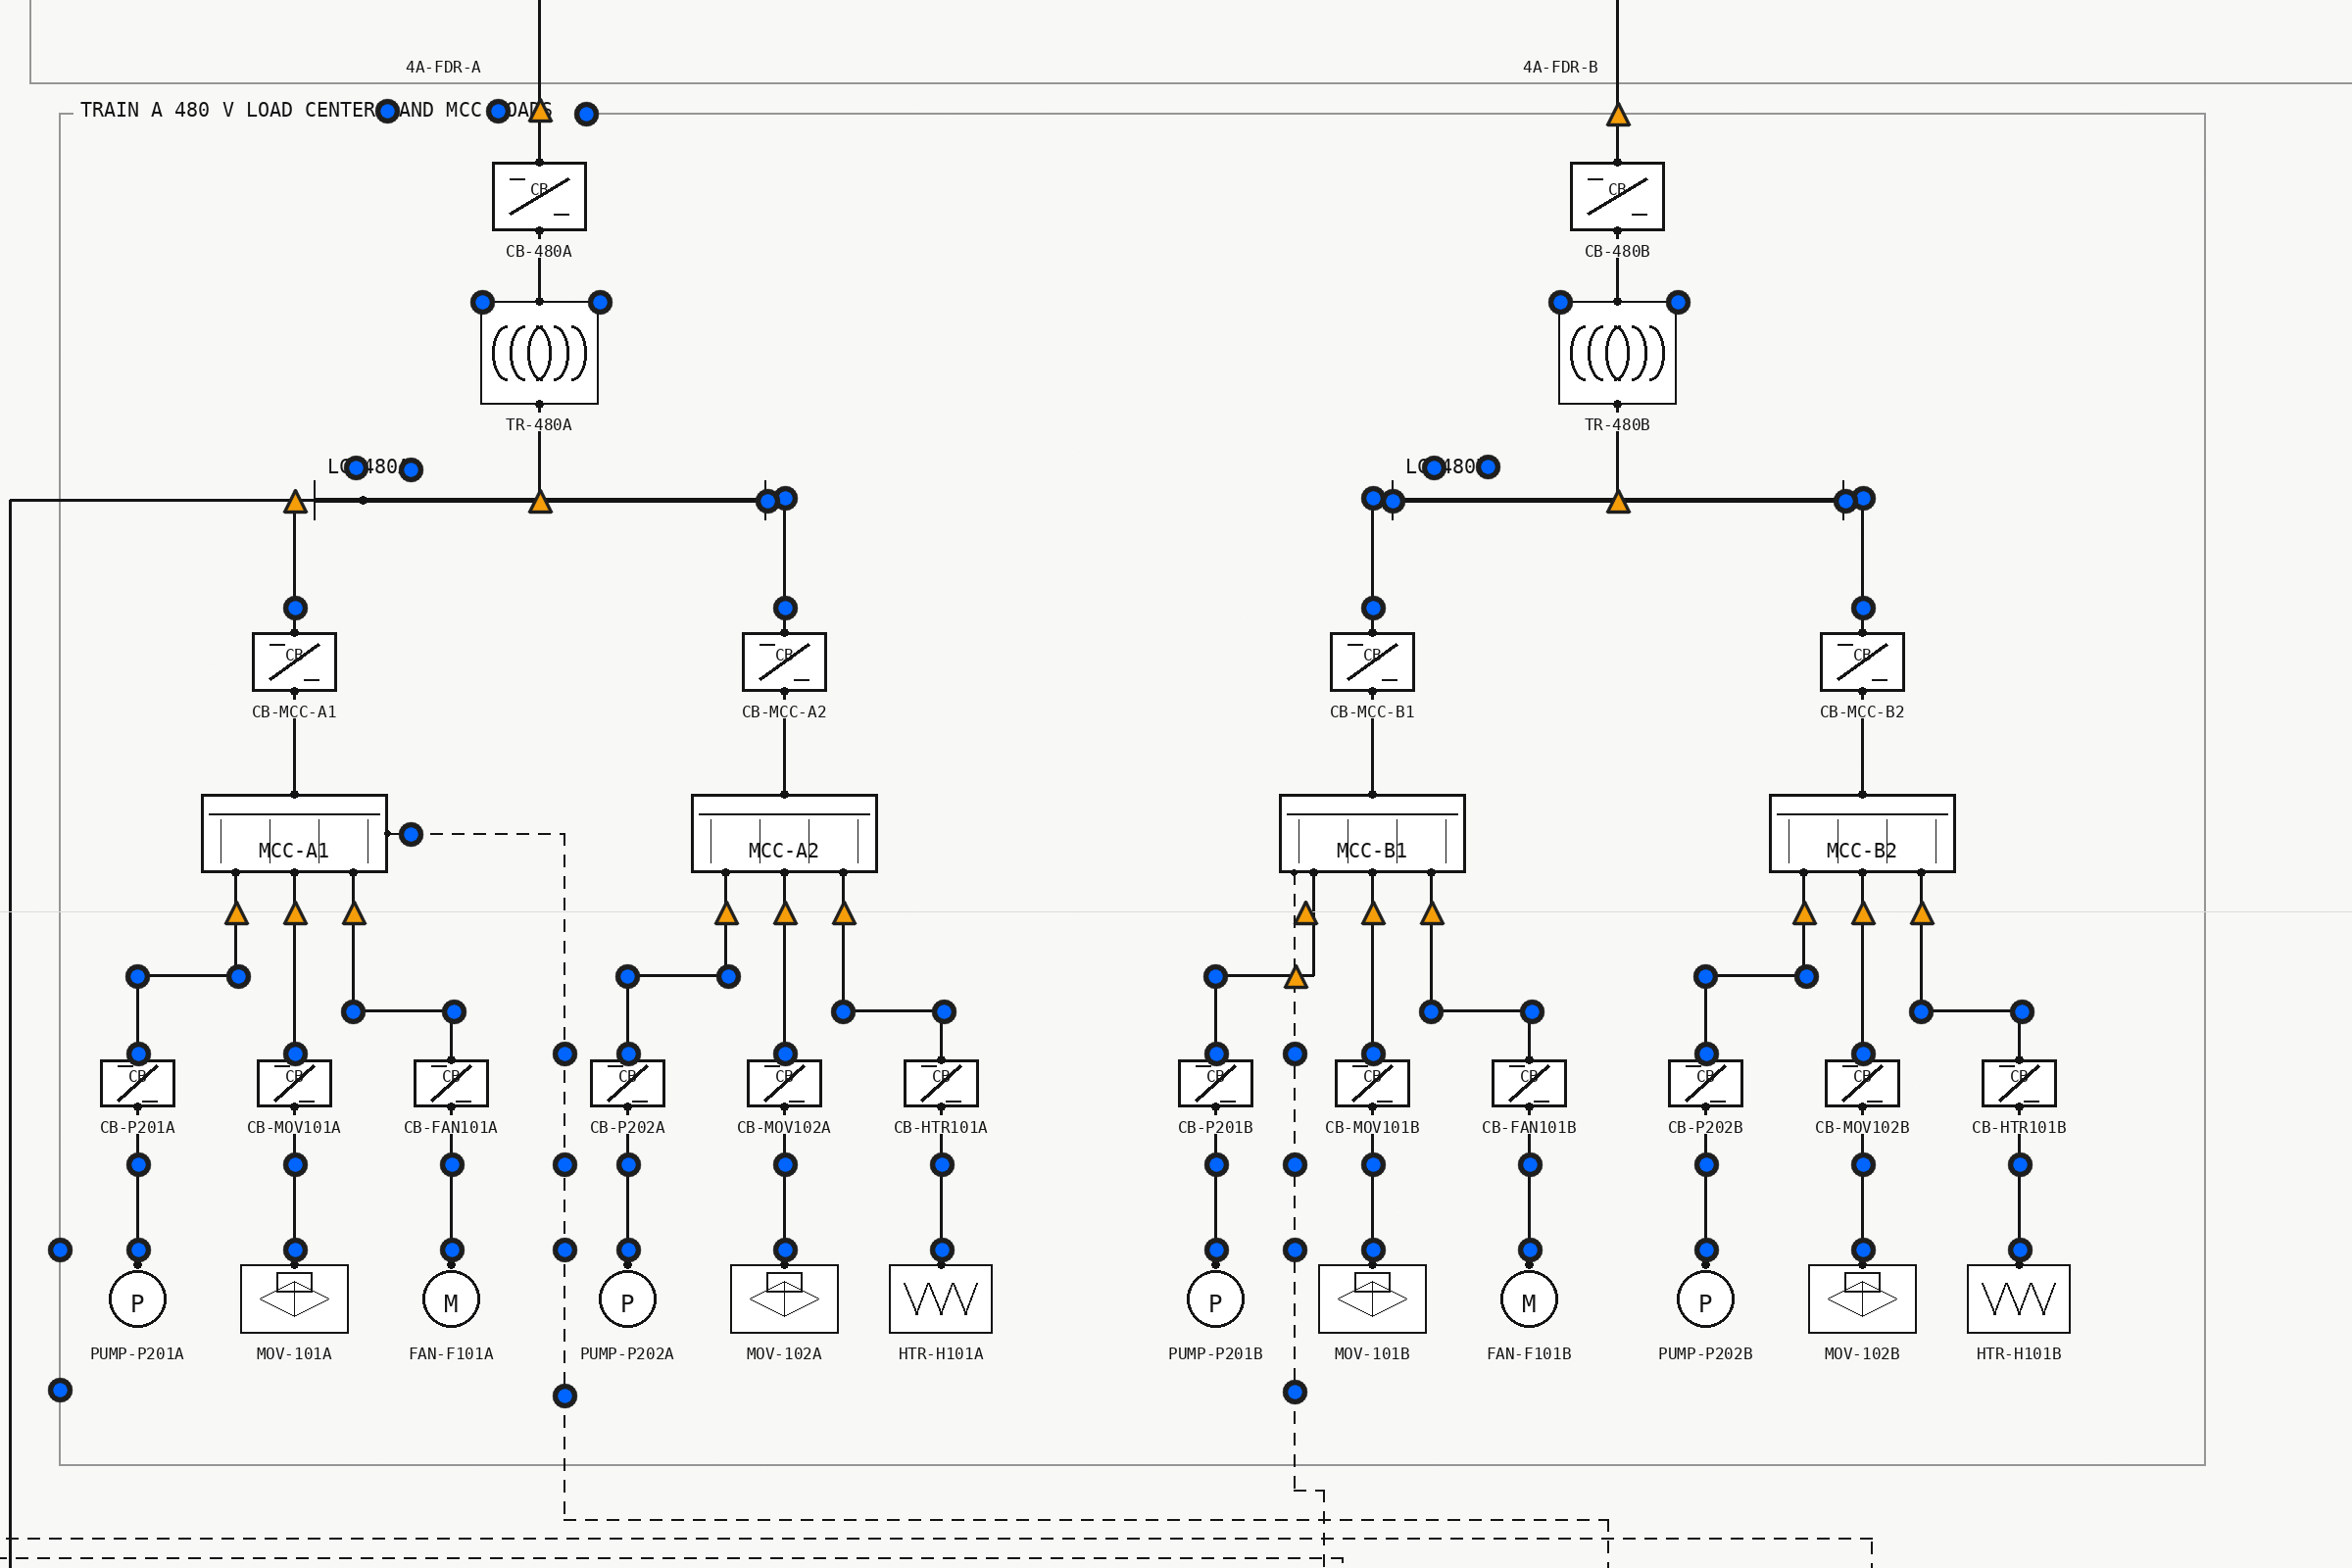 4A-FDR-A 4A-FDR-B
TRAIN A 480 V LOAD CENTER AND MCC
CB CB
CB-480A CB-480B
TR-480A TR-480B
CB CB CB CB
CB-MCC-A1 CB-MCC-A2 CB-MCC-B1 CB-MCC-B2
MCC-A1 MCC-A2 MCC-B1 MCC-B2
CB CB CB CB CB CB CB CB CB CB CB CB
CB-P201A CB-MOV101A CB-FAN101A CB-P202A CB-MOV102A CB-HTR101A CB-P201B CB-MOV101B CB-FAN101B CB-P202B CB-MOV102B CB-HTR101B
P M P P M P
PUMP-P201A MOV-101A FAN-F101A PUMP-P202A MOV-102A HTR-H101A PUMP-P201B MOV-101B FAN-F101B PUMP-P202B MOV-102B HTR-H101B